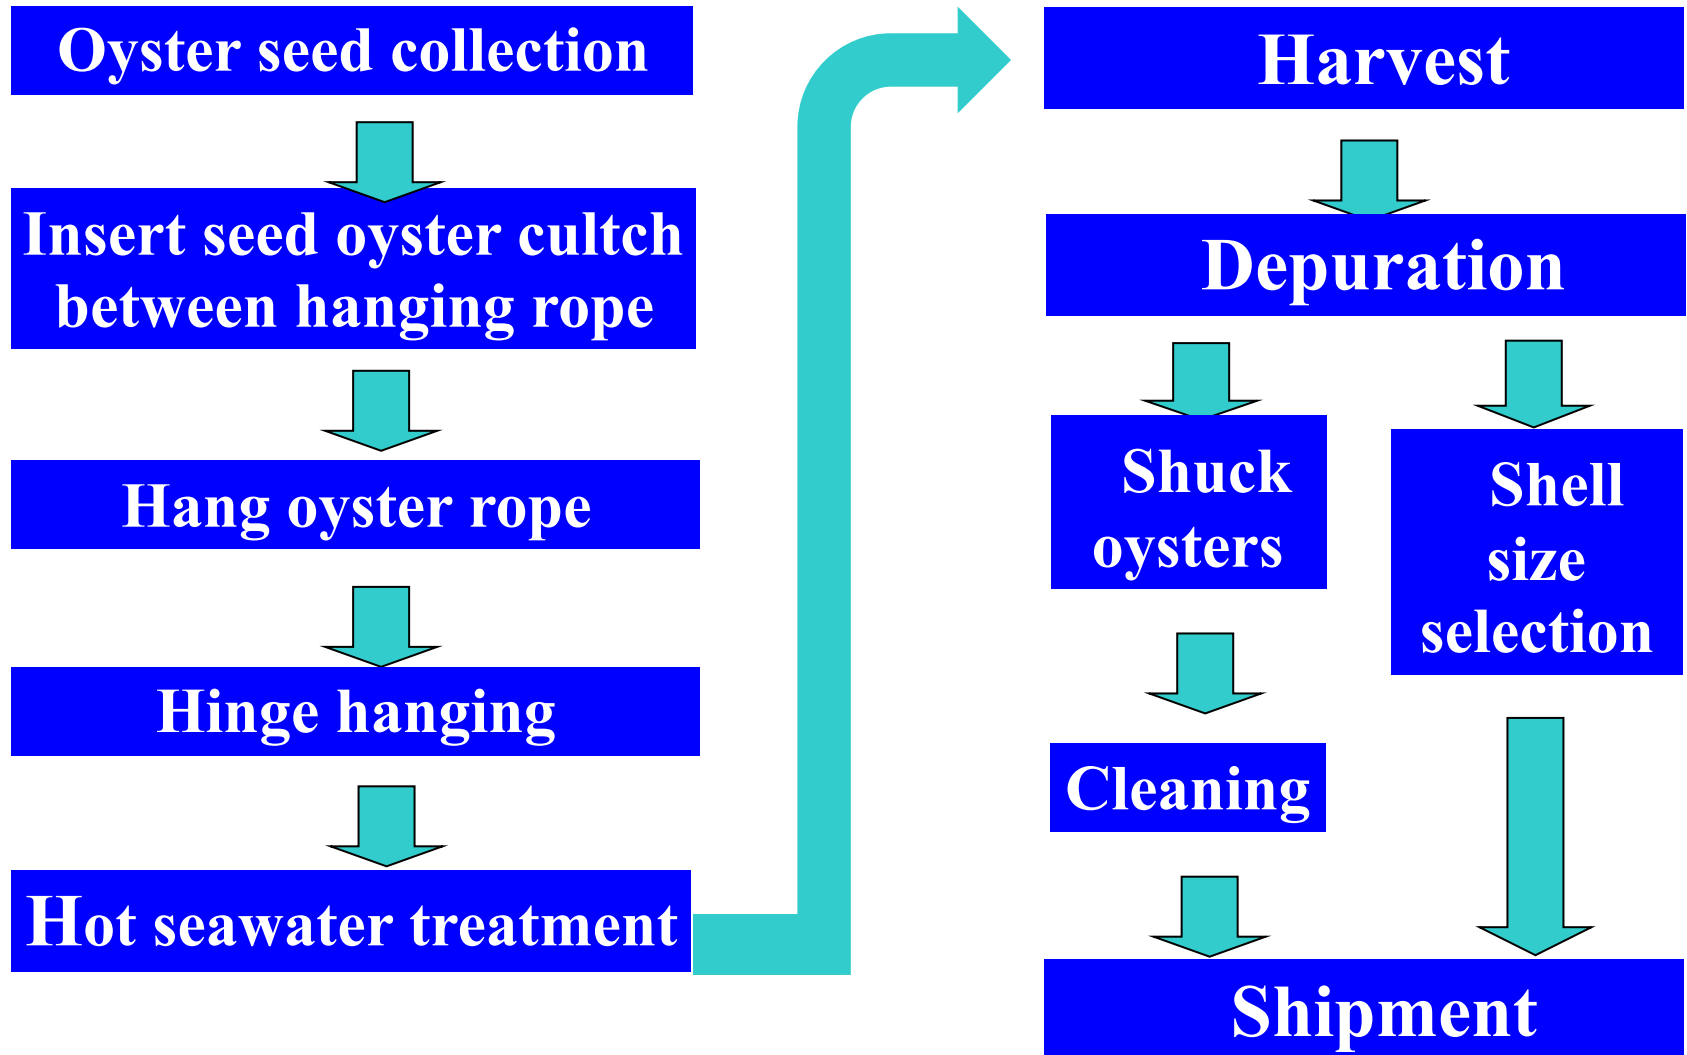 Oyster seed collection
Insert seed oyster cultch
between hanging rope
Hang oyster rope
Hinge hanging
Hot seawater treatment
Harvest
Depuration
Shuck
oysters
Cleaning
Shell
size
selection
Shipment